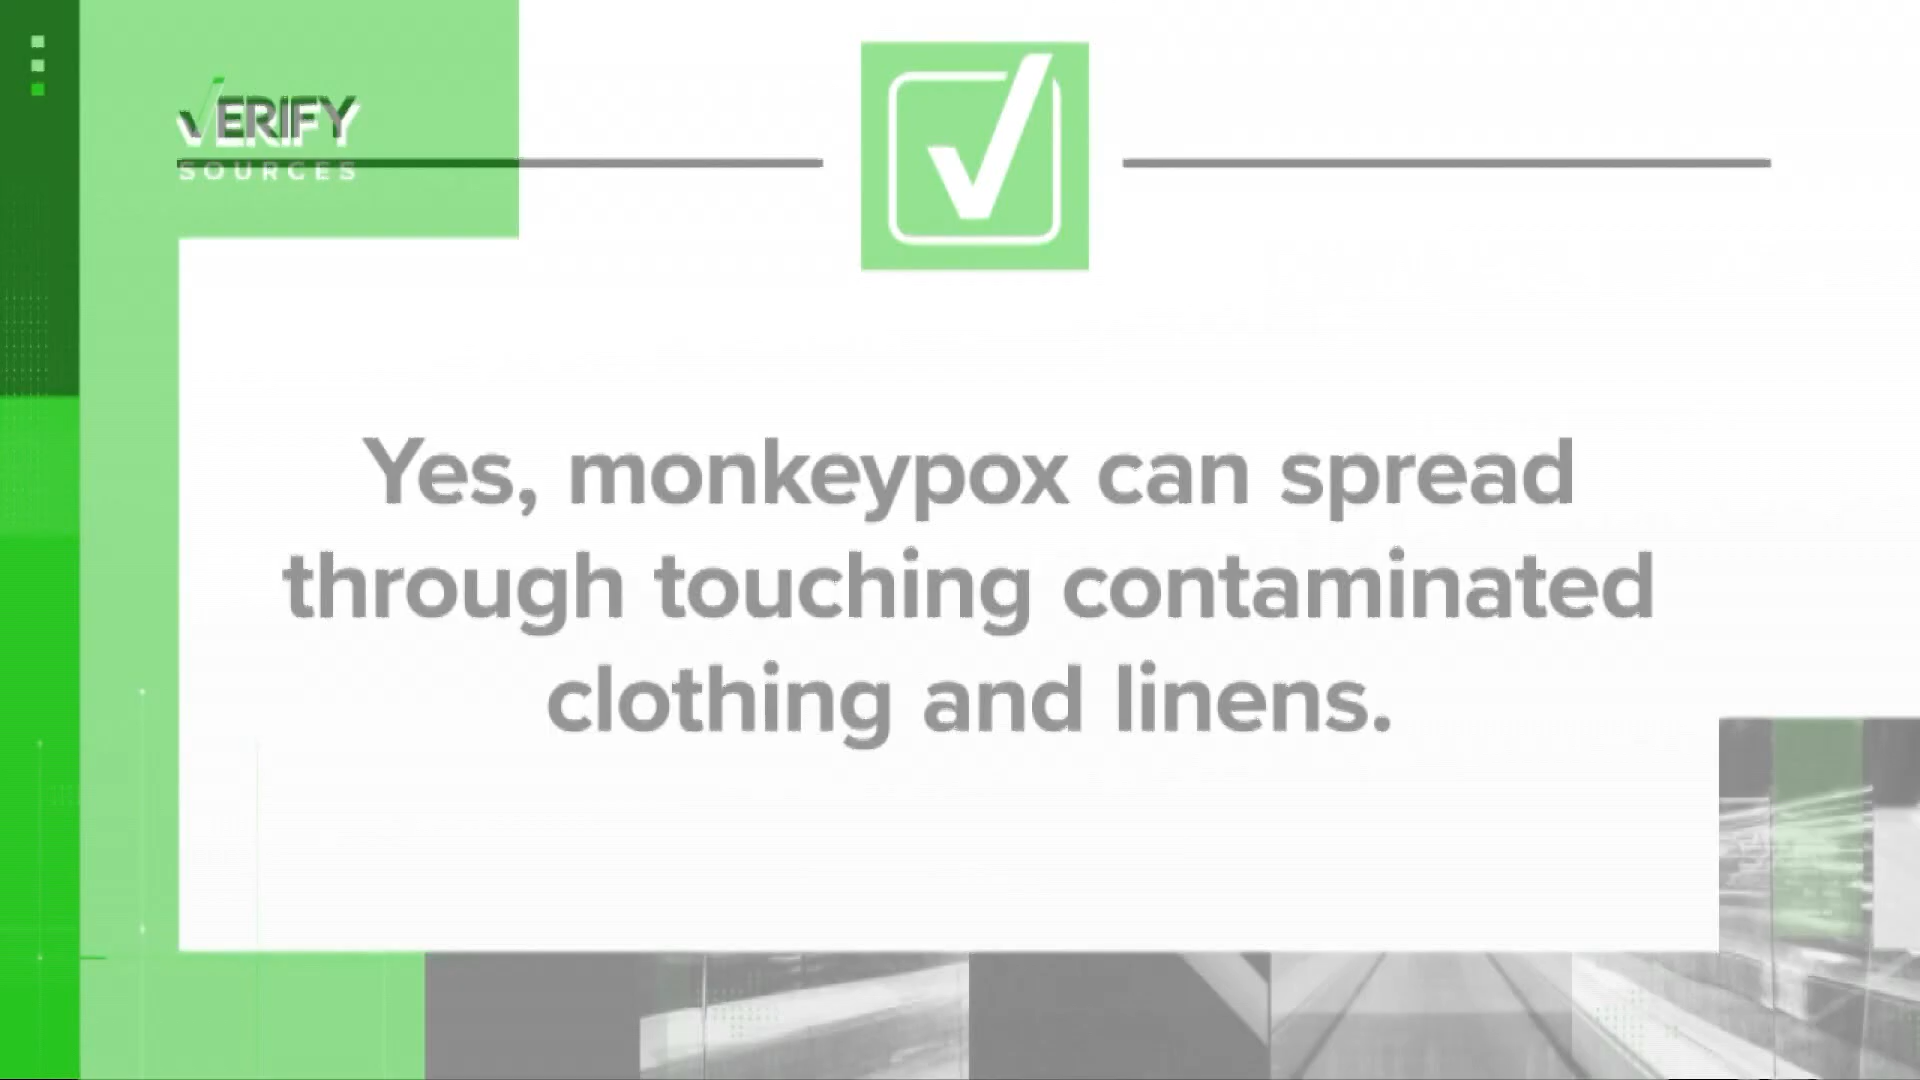 VERIFY
SOURCES
Yes, monkeypox can spread
through touching contaminated
clothing and linens.